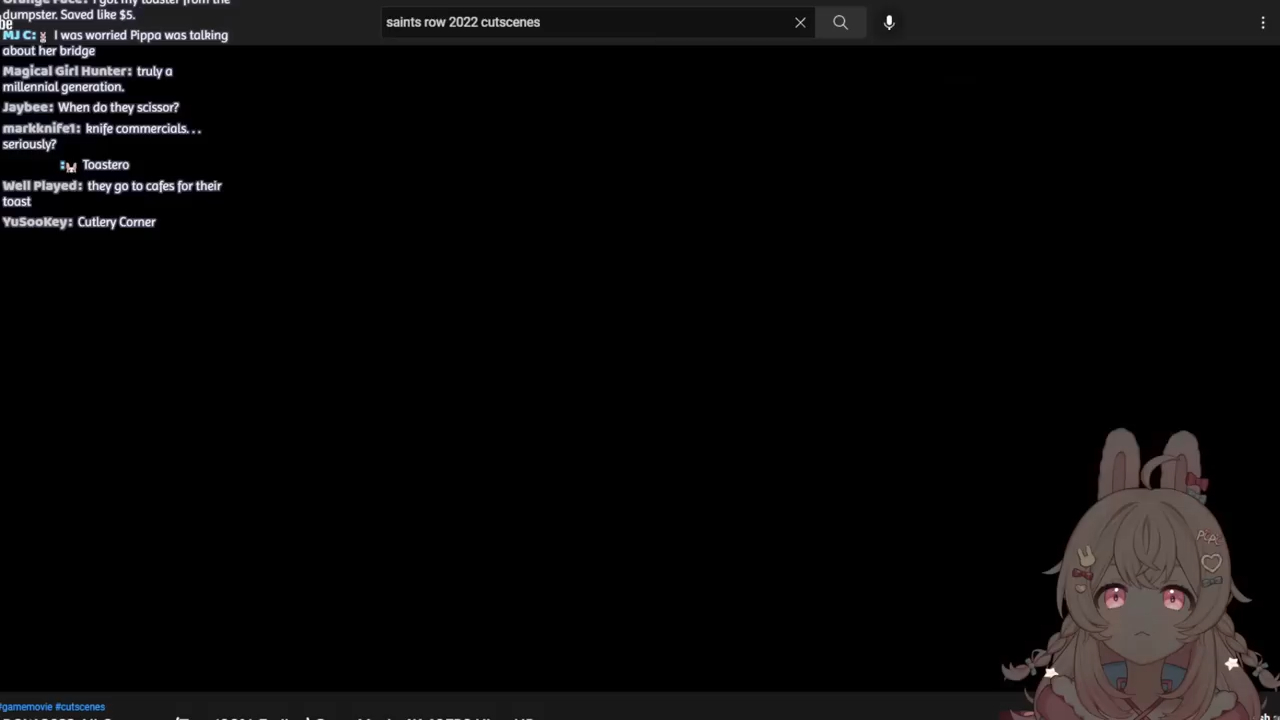 be
saints row 2022 cutscenes
dumpster. Saved like $5.
MJ C: I was worried Pippa was talking
about her bridge
Magical Girl Hunter: truly a
millennial generation.
Jaybee: When do they scissor?
markknife1: knife commercials...
seriously?
: Toastero
Well Played: they go to cafes for their
toast
YuSooKey: Cutlery Corner
PiPi
#gamemovie #cutscenes